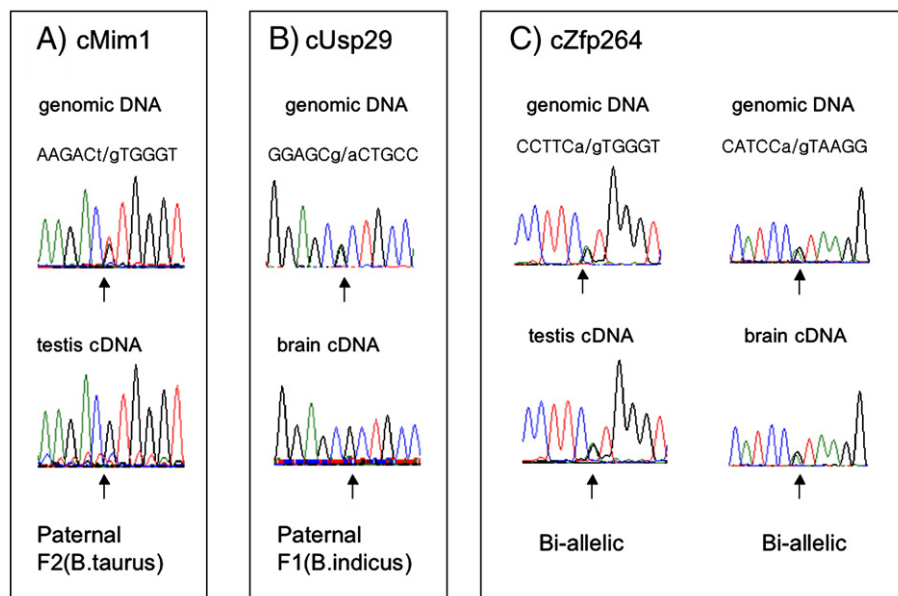 A) cMim1
genomic DNA
AAGACt/gTGGGT
testis cDNA
Paternal
F2(B.taurus)
B) cUsp29
genomic DNA
GGAGCg/aCTGCC
brain cDNA
Paternal
F1(B.indicus)
C) cZfp264
genomic DNA
CCTTCa/gTGGGT
testis cDNA
Bi-allelic
genomic DNA
CATCCa/gTAAGG
brain cDNA
Bi-allelic